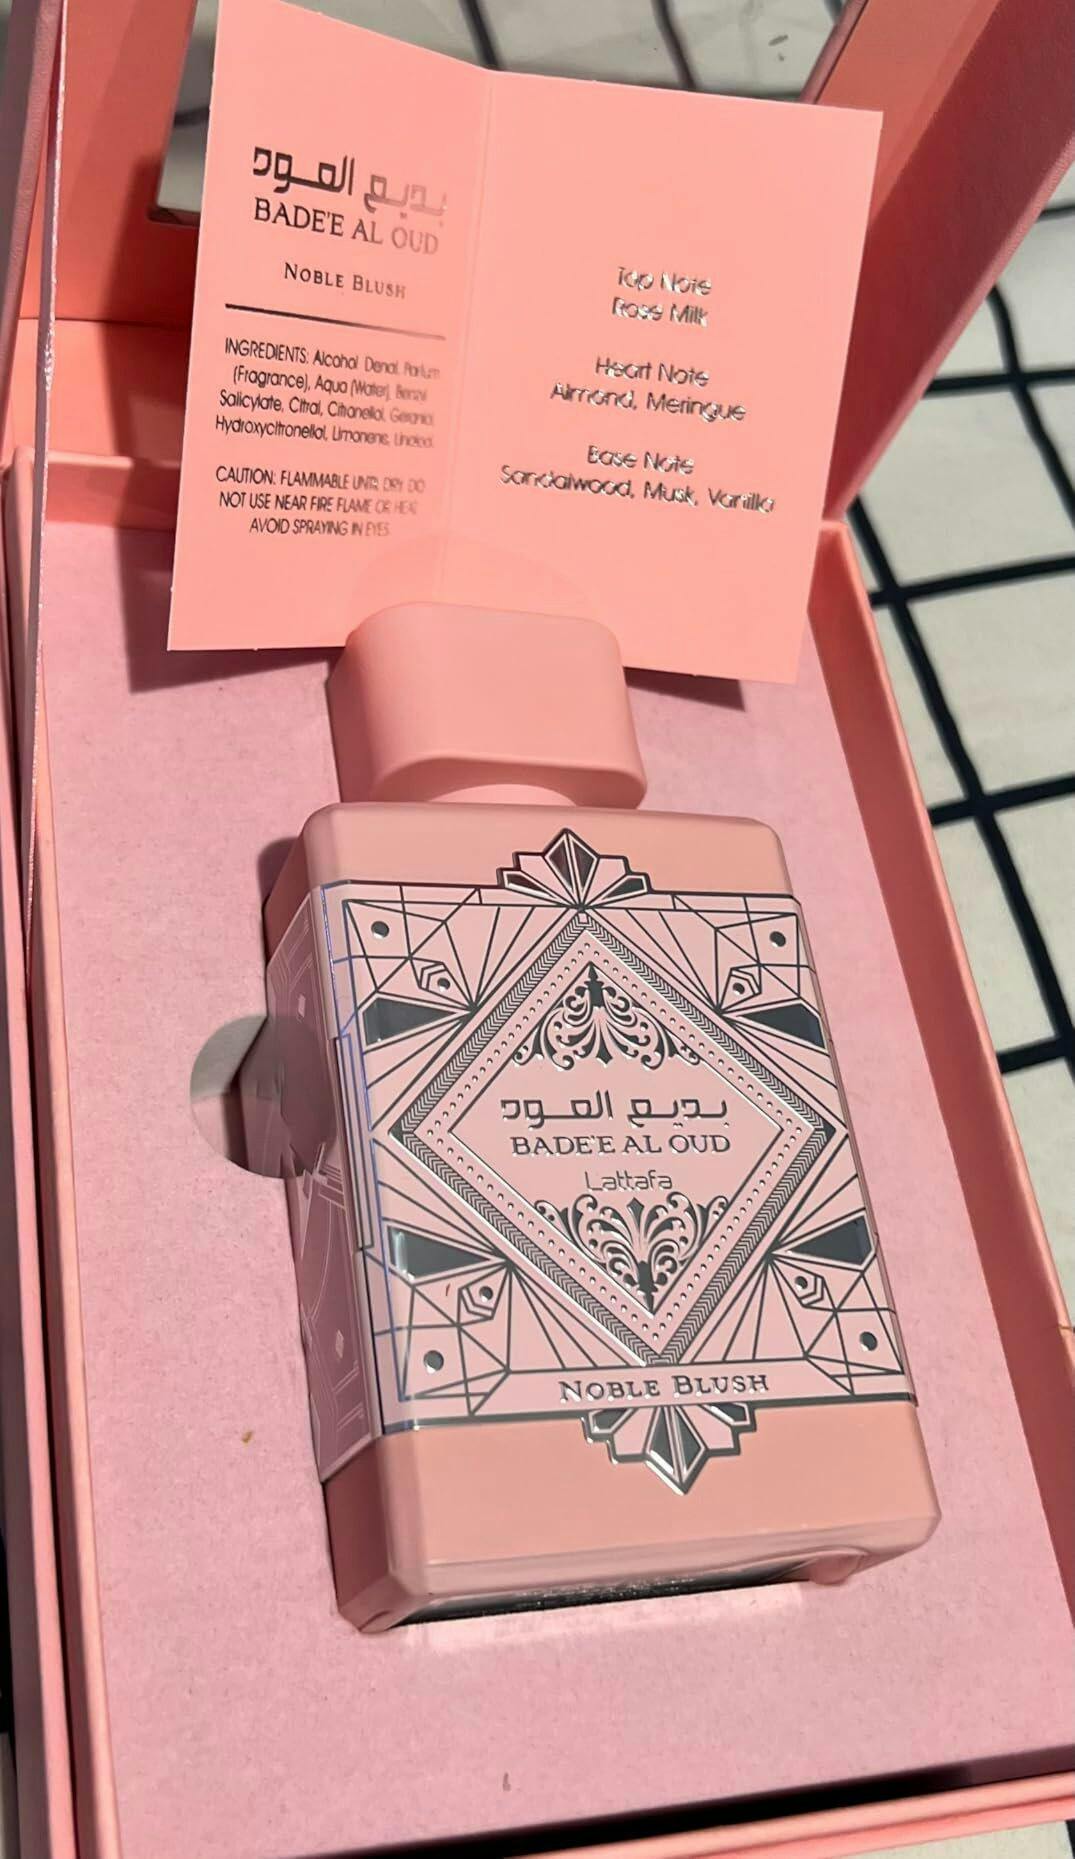 بديع العود
BADE'E AL OUD
NOBLE BLUSH
INGREDIENTS: Alcohol Denat, Parfum
(Fragrance), Aqua (Water), Benzyl
Salicylate, Citral, Citronellol, Geraniol,
Hydroxycitronellal, Limonene, Linalool.
CAUTION: FLAMMABLE UNTIL DRY DO
NOT USE NEAR FIRE FLAME OR HEAT
AVOID SPRAYING IN EYES
Top Note
Rose Milk
Heart Note
Almond, Meringue
Base Note
Sandalwood, Musk, Vanilla
بديع العود
BADE'E AL OUD
Lattafa
NOBLE BLUSH